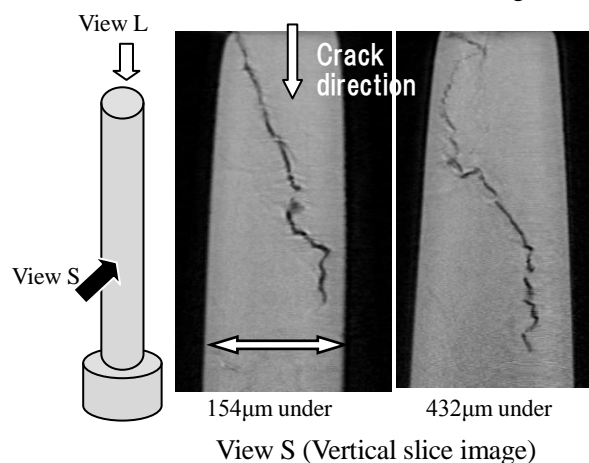 View L
Crack
direction
View S
154μm under
432μm under
View S (Vertical slice image)